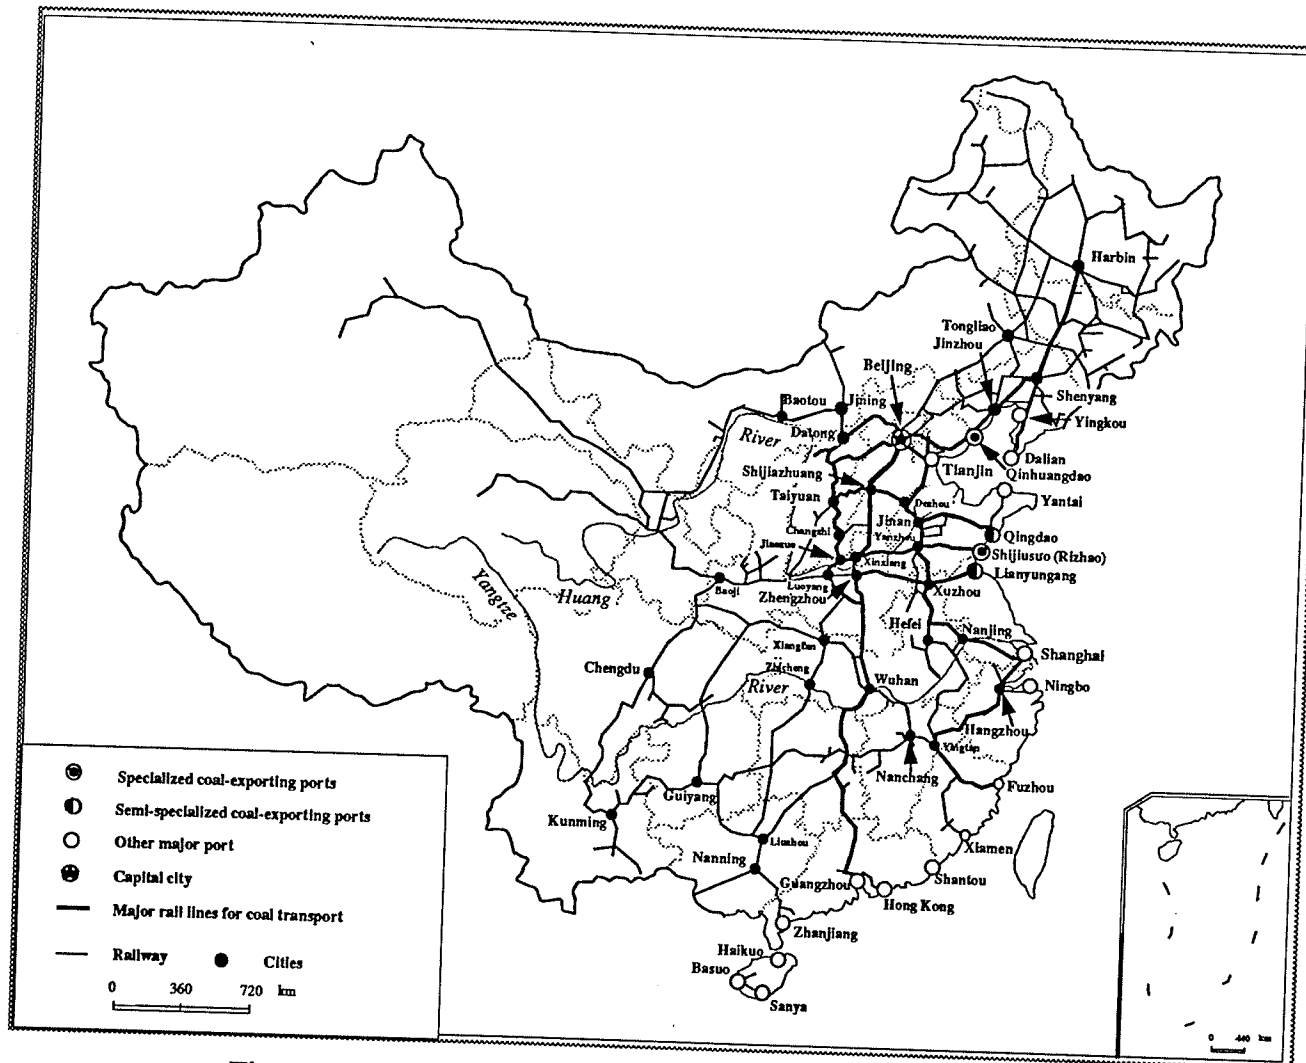 Harbin
Tongliao
Jinzhou
Beijing
Shenyang
Baotou
Jining
Yingkou
River
Datong
Dalian
Tianjin
Qinhuangdao
Shijiazhuang
Taiyuan
Dezhou
Yantai
Jinan
Changzhi
Yanzhou
Qingdao
Jiaozuo
Xinxiang
Shijiusuo (Rizhao)
Lianyungang
Luoyang
Baoji
Zhengzhou
Xuzhou
Yangtze
Huang
Hefei
Nanjing
Xiangfan
Shanghai
Chengdu
Zhicheng
River
Wuhan
Ningbo
Hangzhou
Yingtan
Nanchang
Fuzhou
Guiyang
Kunming
Liuzhou
Xiamen
Nanning
Guangzhou
Shantou
Hong Kong
Zhanjiang
Haikuo
Basuo
Sanya
Specialized coal-exporting ports
Semi-specialized coal-exporting ports
Other major port
Capital city
Major rail lines for coal transport
Railway
Cities
0 360 720 km
0 440 km